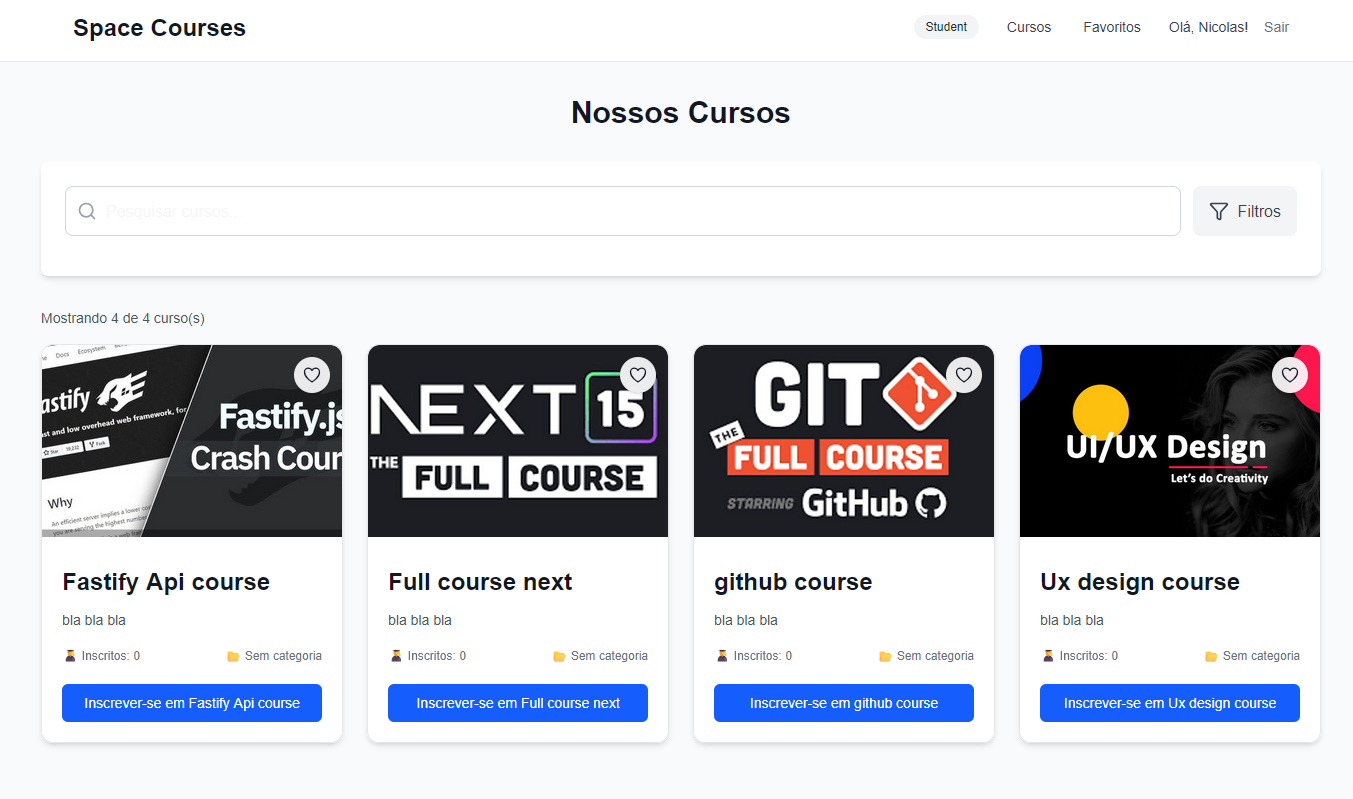 Space Courses
Student
Cursos
Favoritos
Olá, Nicolas!
Sair
Nossos Cursos
Pesquisar cursos...
Filtros
Mostrando 4 de 4 curso(s)
Docs Ecosystem
astify
st and low overhead web framework, for
Star 19,232 Fork
Why
An efficient server implies a lower co
you are serving the highest number
Fastify.js
Crash Cour
NEXT 15
THE FULL COURSE
GIT
THE
FULL COURSE
STARRING GitHub
UI/UX Design
Let's do Creativity
Fastify Api course
bla bla bla
Inscritos: 0
Sem categoria
Inscrever-se em Fastify Api course
Full course next
bla bla bla
Inscritos: 0
Sem categoria
Inscrever-se em Full course next
github course
bla bla bla
Inscritos: 0
Sem categoria
Inscrever-se em github course
Ux design course
bla bla bla
Inscritos: 0
Sem categoria
Inscrever-se em Ux design course